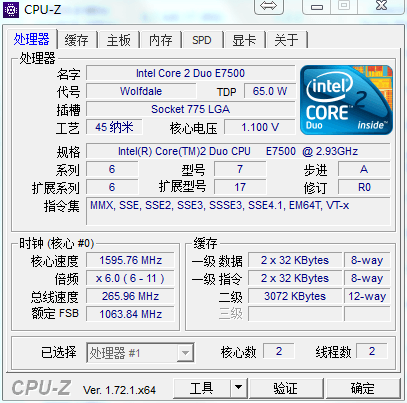 CPU-Z
处理器 缓存 主板 内存 SPD 显卡 关于
处理器
名字 Intel Core 2 Duo E7500
代号 Wolfdale TDP 65.0 W
插槽 Socket 775 LGA
工艺 45 纳米 核心电压 1.100 V
intel CORE 2 Duo inside™
规格 Intel(R) Core(TM)2 Duo CPU E7500 @ 2.93GHz
系列 6 型号 7 步进 A
扩展系列 6 扩展型号 17 修订 R0
指令集 MMX, SSE, SSE2, SSE3, SSSE3, SSE4.1, EM64T, VT-x
时钟 (核心 #0)
核心速度 1595.76 MHz
倍频 x 6.0 ( 6 - 11 )
总线速度 265.96 MHz
额定 FSB 1063.84 MHz
缓存
一级 数据 2 x 32 KBytes 8-way
一级 指令 2 x 32 KBytes 8-way
二级 3072 KBytes 12-way
三级
已选择 处理器 #1 核心数 2 线程数 2
CPU-Z Ver. 1.72.1.x64 工具 验证 确定